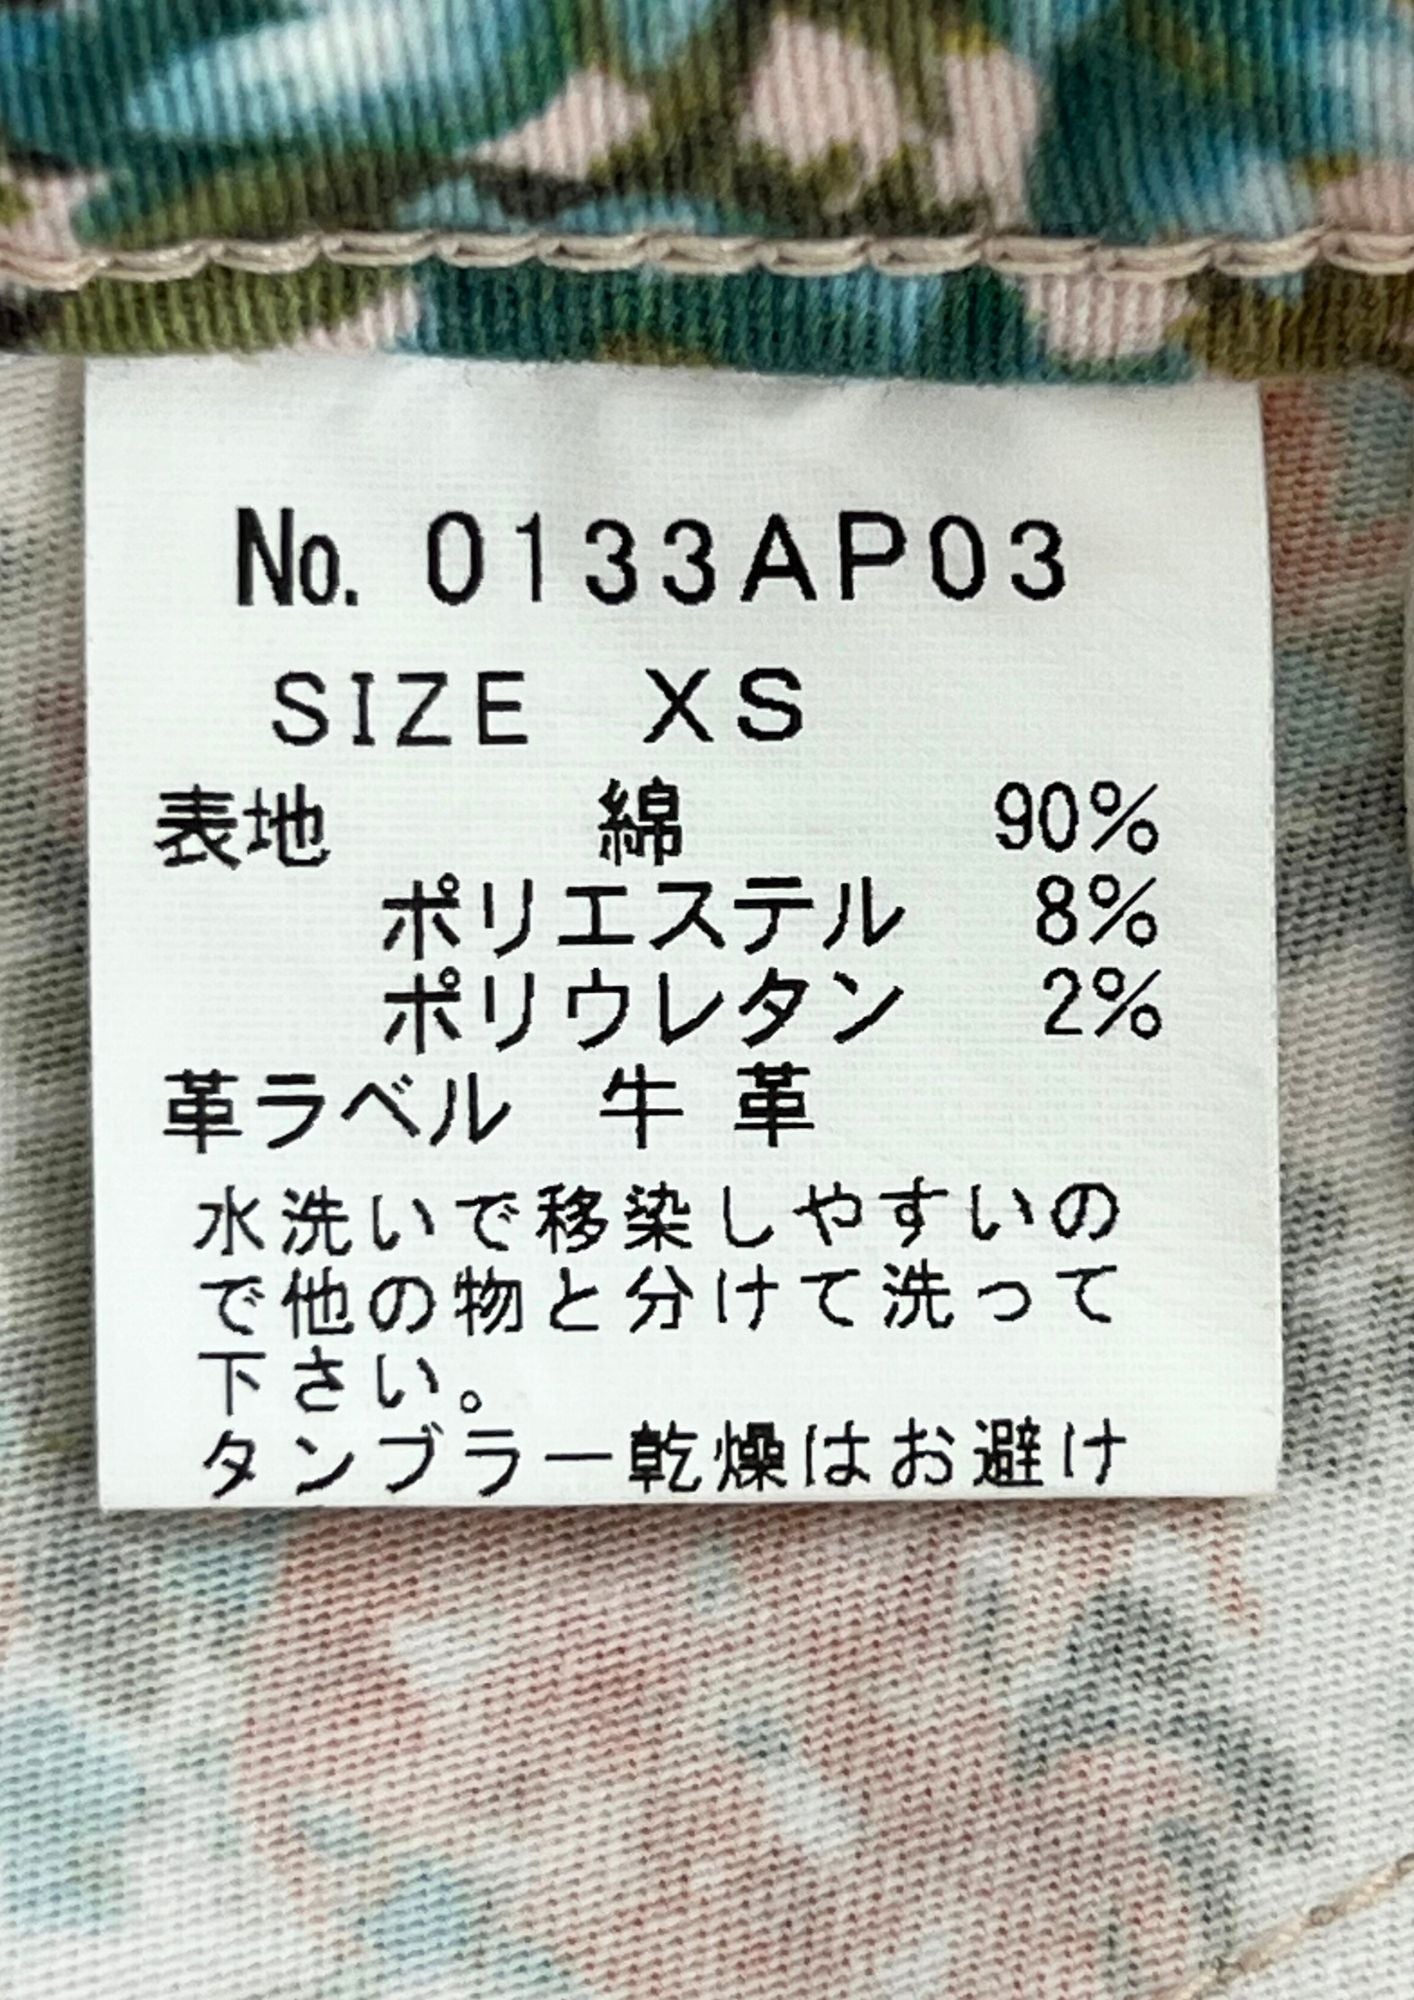 No. 0133AP03
SIZE XS
表地 綿 90%
ポリエステル 8%
ポリウレタン 2%
革ラベル 牛革
水洗いで移染しやすいの
で他の物と分けて洗って
下さい。
タンブラー乾燥はお避け